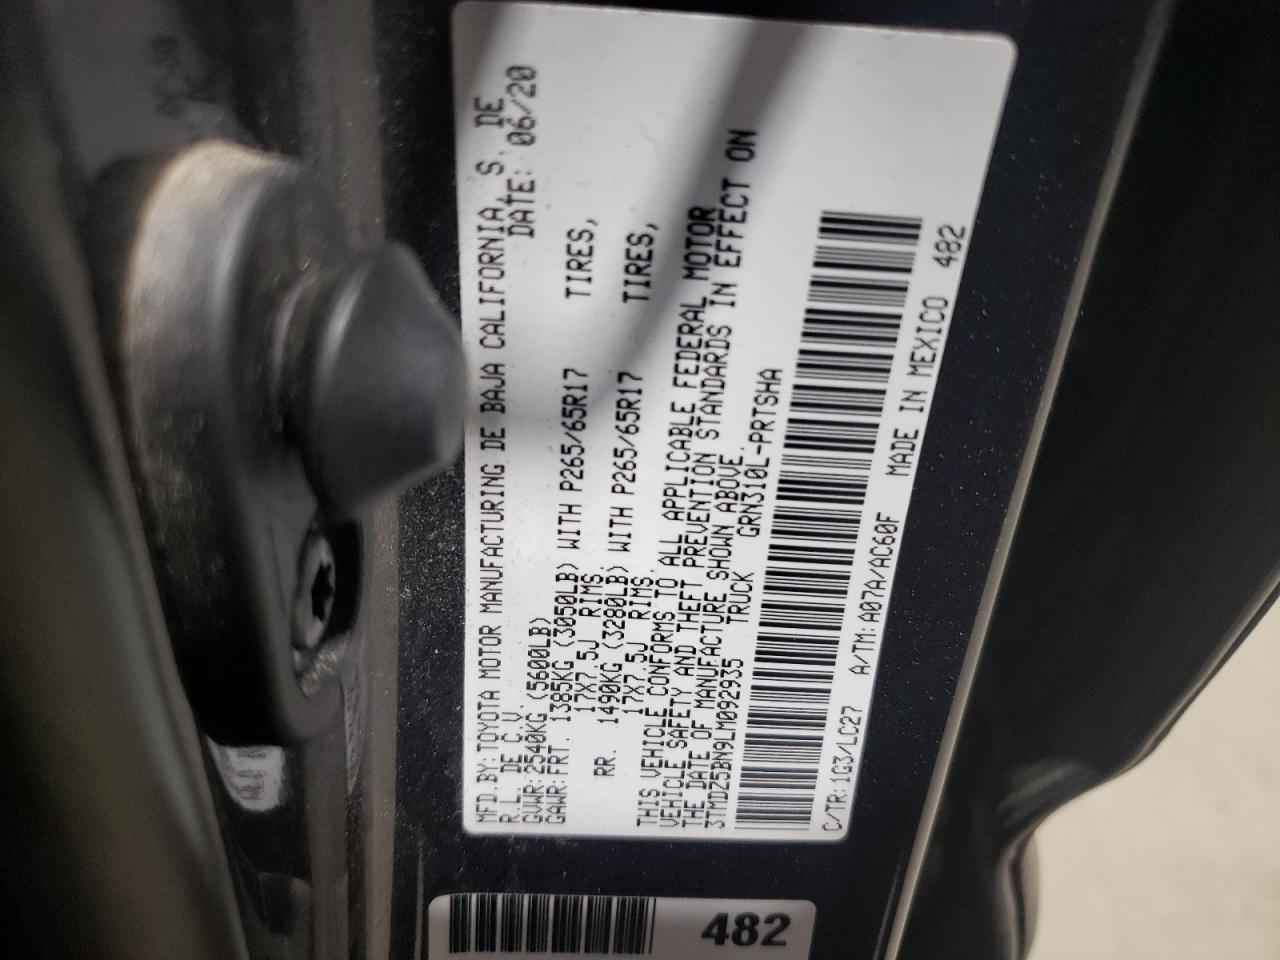 MFD.BY:TOYOTA MOTOR MANUFACTURING DE BAJA CALIFORNIA, S. DE
R.L. DE C.V. DATE: 06/20
GVWR:2540KG (5600LB)
GAWR:FRT. 1385KG (3050LB) WITH P265/65R17 TIRES,
17X7.5J RIMS
RR. 1490KG (3280LB) WITH P265/65R17 TIRES,
17X7.5J RIMS
THIS VEHICLE CONFORMS TO ALL APPLICABLE FEDERAL MOTOR
VEHICLE SAFETY AND THEFT PREVENTION STANDARDS IN EFFECT ON
THE DATE OF MANUFACTURE SHOWN ABOVE.
3TMDZ5BN9LM092935 TRUCK GRN310L-PRTSHA
C/TR:1G3/LC27 A/TM:A07A/AC60F MADE IN MEXICO 482
482